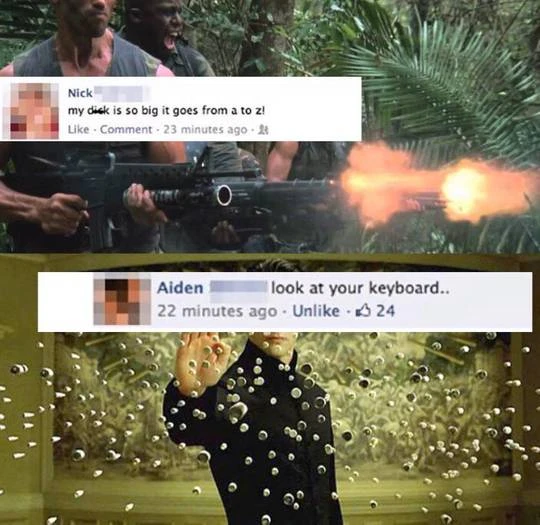 Nick
my dick is so big it goes from a to z!
Like · Comment · 23 minutes ago ·
Aiden look at your keyboard..
22 minutes ago · Unlike · 24